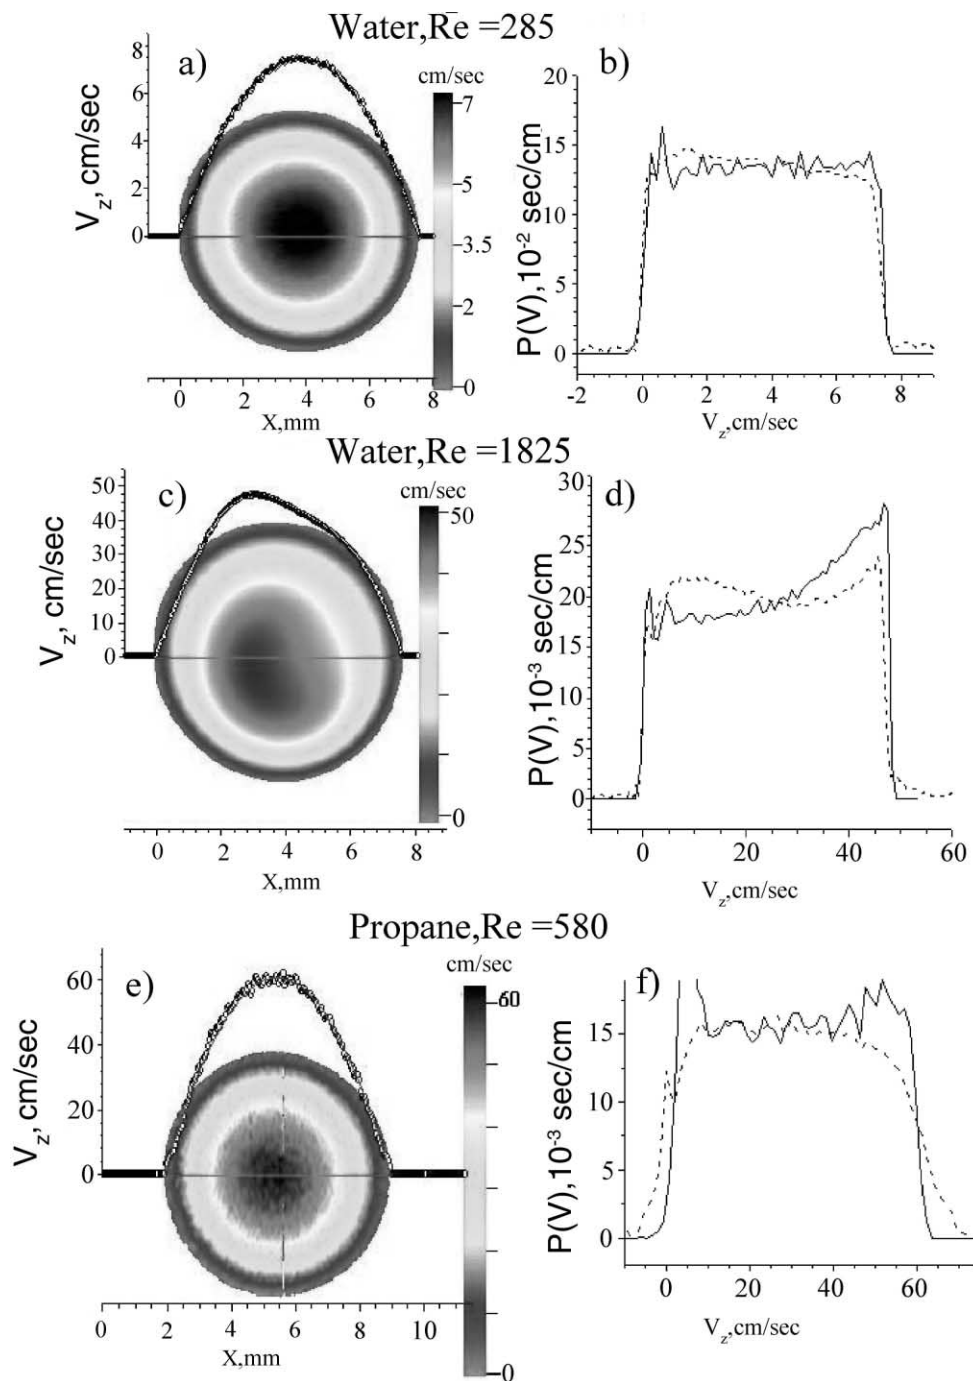 Water,Re =285
a)
V_z, cm/sec
8
6
4
2
0
cm/sec
7
5
3.5
2
0
0 2 4 6 8
X,mm
b)
P(V),10^-2 sec/cm
20
15
10
5
0
-2 0 2 4 6 8
V_z,cm/sec
Water,Re =1825
c)
V_z, cm/sec
50
40
30
20
10
0
cm/sec
50
0
0 2 4 6 8
X,mm
d)
P(V),10^-3 sec/cm
30
25
20
15
10
5
0
0 20 40 60
V_z,cm/sec
Propane,Re =580
e)
V_z, cm/sec
60
40
20
0
cm/sec
60
0
0 2 4 6 8 10
X,mm
f)
P(V),10^-3 sec/cm
15
10
5
0
0 20 40 60
V_z,cm/sec